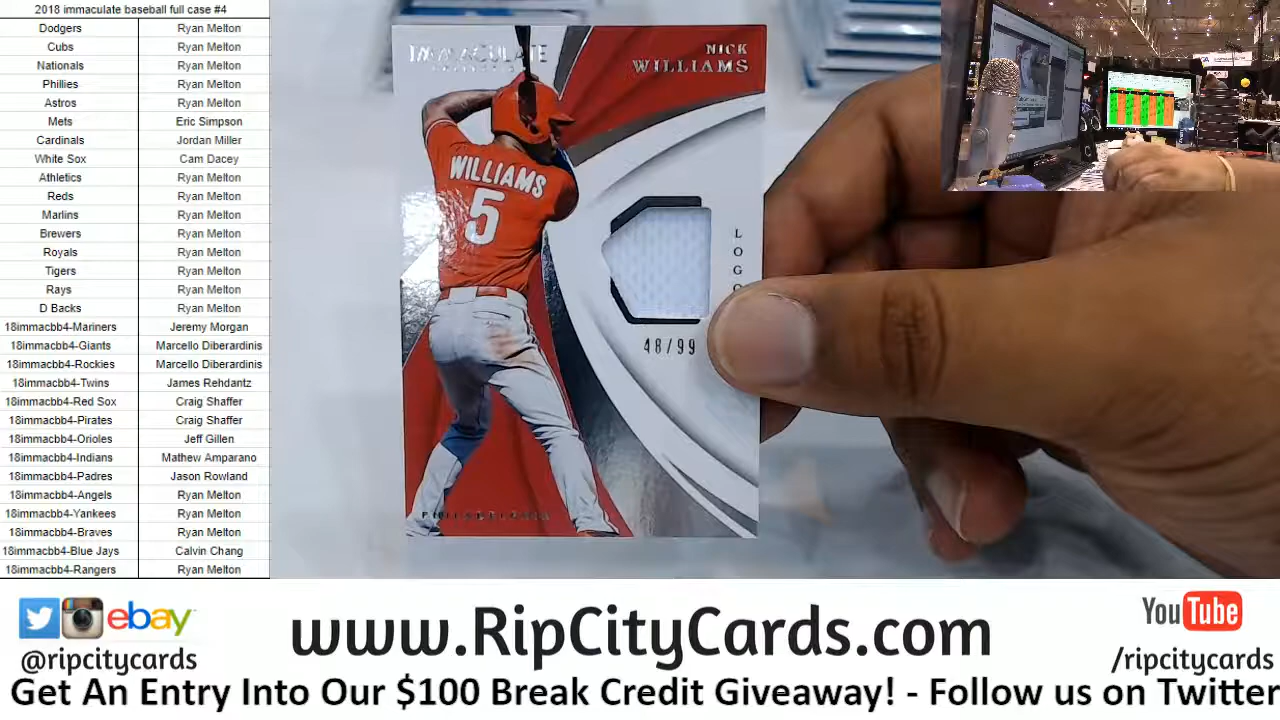 2018 immaculate baseball full case #4
Dodgers Ryan Melton
Cubs Ryan Melton
Nationals Ryan Melton
Phillies Ryan Melton
Astros Ryan Melton
Mets Eric Simpson
Cardinals Jordan Miller
White Sox Cam Dacey
Athletics Ryan Melton
Reds Ryan Melton
Marlins Ryan Melton
Brewers Ryan Melton
Royals Ryan Melton
Tigers Ryan Melton
Rays Ryan Melton
D Backs Ryan Melton
18immacbb4-Mariners Jeremy Morgan
18immacbb4-Giants Marcello Diberardinis
18immacbb4-Rockies Marcello Diberardinis
18immacbb4-Twins James Rehdantz
18immacbb4-Red Sox Craig Shaffer
18immacbb4-Pirates Craig Shaffer
18immacbb4-Orioles Jeff Gillen
18immacbb4-Indians Mathew Amparano
18immacbb4-Padres Jason Rowland
18immacbb4-Angels Ryan Melton
18immacbb4-Yankees Ryan Melton
18immacbb4-Braves Ryan Melton
18immacbb4-Blue Jays Calvin Chang
18immacbb4-Rangers Ryan Melton
IMMACULATE
COLLECTION
NICK
WILLIAMS
WILLIAMS
5
48/99
PHILADELPHIA
ebay
@ripcitycards
www.RipCityCards.com
YouTube
/ripcitycards
Get An Entry Into Our $100 Break Credit Giveaway! - Follow us on Twitter